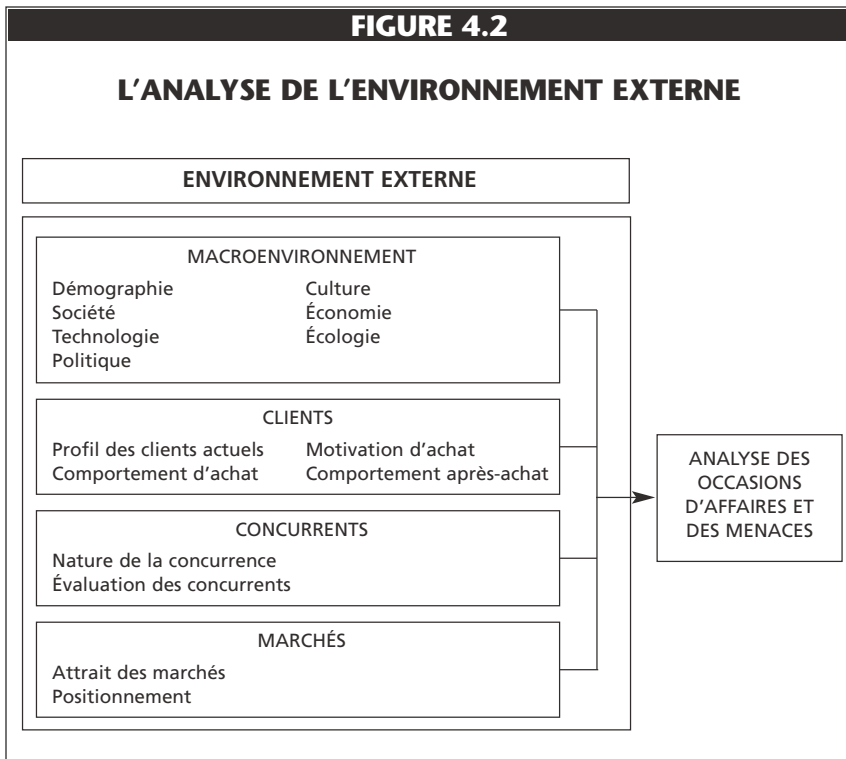 FIGURE 4.2
L'ANALYSE DE L'ENVIRONNEMENT EXTERNE
ENVIRONNEMENT EXTERNE
MACROENVIRONNEMENT
Démographie Culture
Société Économie
Technologie Écologie
Politique
CLIENTS
Profil des clients actuels Motivation d'achat
Comportement d'achat Comportement après-achat
CONCURRENTS
Nature de la concurrence
Évaluation des concurrents
MARCHÉS
Attrait des marchés
Positionnement
ANALYSE DES
OCCASIONS
D'AFFAIRES ET
DES MENACES